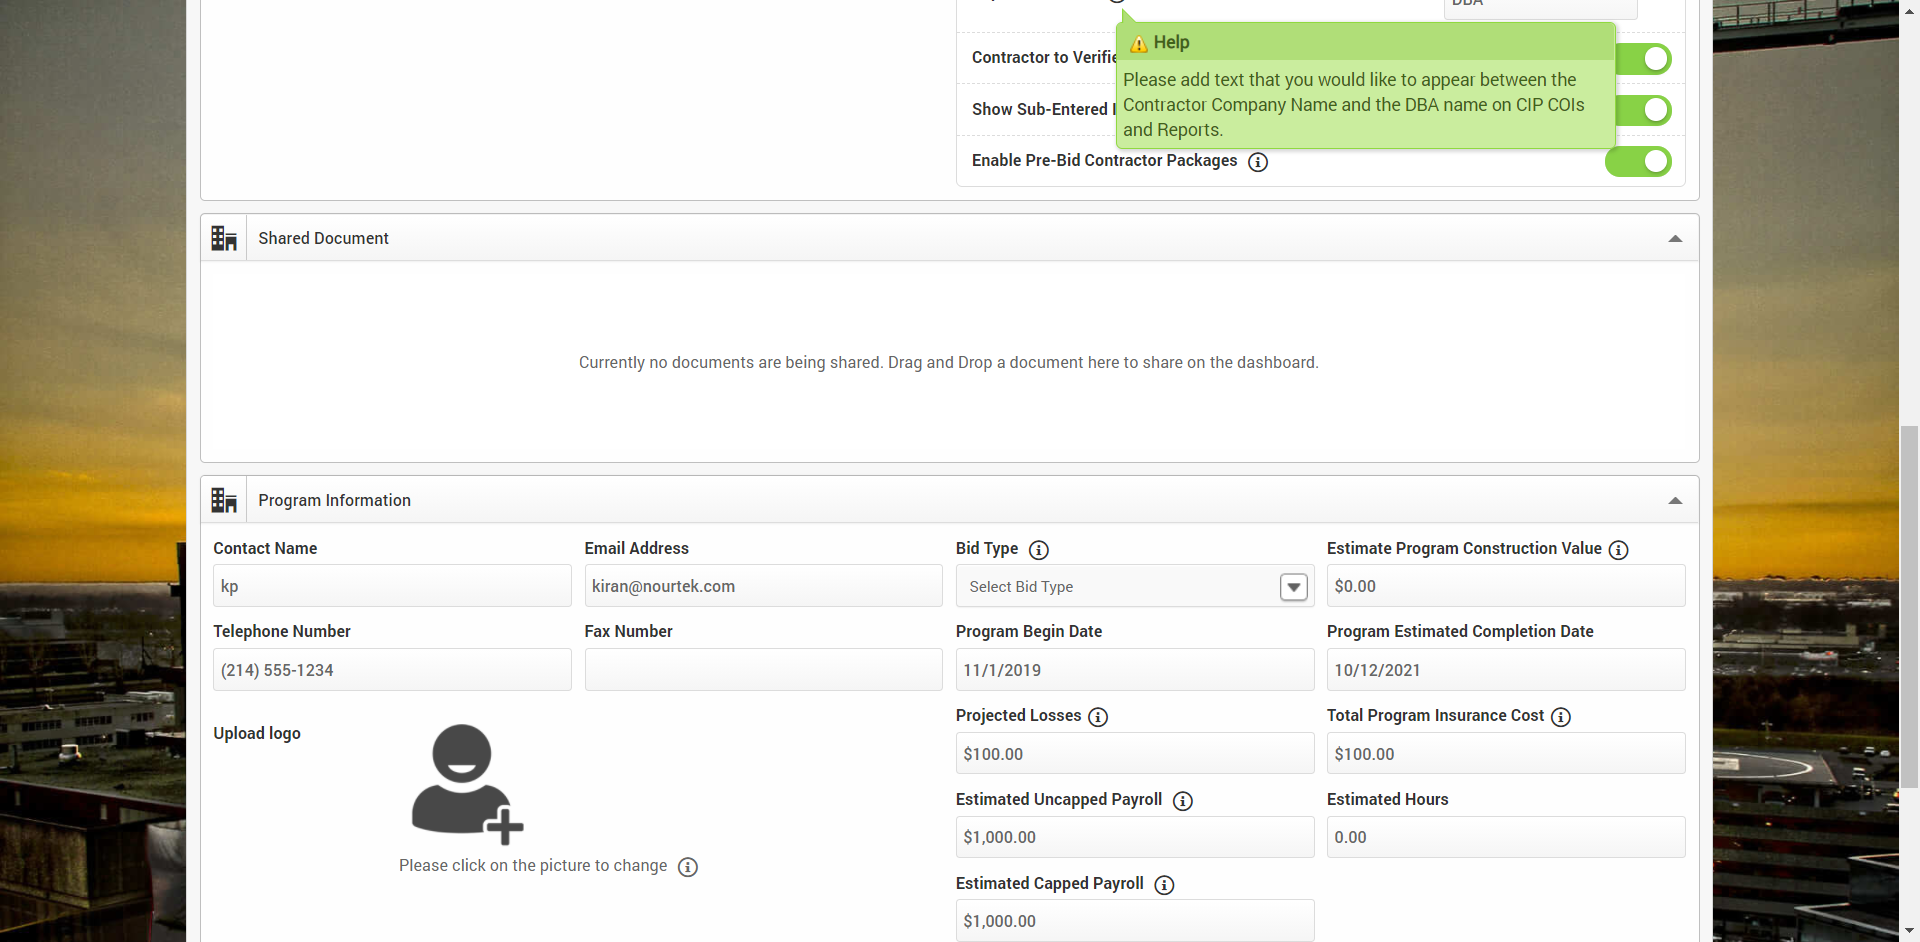 DBA
Help
Please add text that you would like to appear between the
Contractor Company Name and the DBA name on CIP COIs
and Reports.
Contractor to Verifie
Show Sub-Entered
Enable Pre-Bid Contractor Packages
Shared Document
Currently no documents are being shared. Drag and Drop a document here to share on the dashboard.
Program Information
Contact Name
kp
Email Address
kiran@nourtek.com
Bid Type
Select Bid Type
Estimate Program Construction Value
$0.00
Telephone Number
(214) 555-1234
Fax Number
Program Begin Date
11/1/2019
Program Estimated Completion Date
10/12/2021
Upload logo
Please click on the picture to change
Projected Losses
$100.00
Total Program Insurance Cost
$100.00
Estimated Uncapped Payroll
$1,000.00
Estimated Hours
0.00
Estimated Capped Payroll
$1,000.00